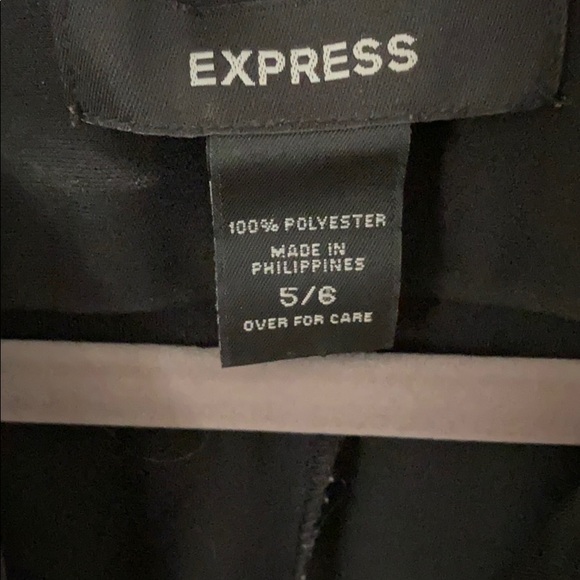 EXPRESS
100% POLYESTER
MADE IN
PHILIPPINES
5/6
OVER FOR CARE